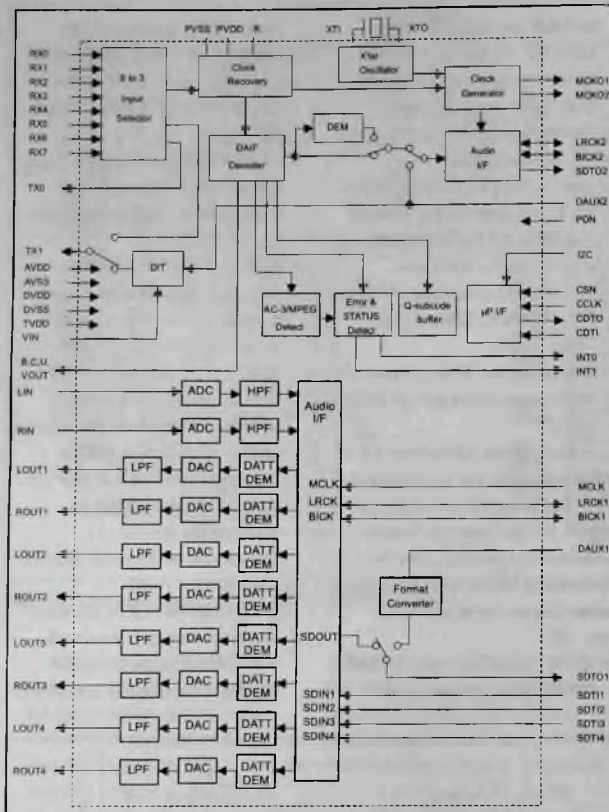 PVSS PVDD R XTI XTO
RX0
RX1
RX2
RX3
RX4
RX5
RX6
RX7
8 to 3
Input
Selector
Clock
Recovery
X'tal
Oscillator
Clock
Generator
MCKO1
MCKO2
DEM
DAIF
Decoder
Audio
I/F
LRCK2
BICK2
SDTO2
TX0
DAUX2
PDN
TX1
AVDD
AVSS
DVDD
DVSS
TVDD
VIN
DIT
I2C
AC-3/MPEG
Detect
Error &
STATUS
Detect
Q-subcode
buffer
µP I/F
CSN
CCLK
CDTO
CDTI
INT0
INT1
B,C,U,
VOUT
LIN ADC HPF
Audio
I/F
RIN ADC HPF
LOUT1 LPF DAC DATT
DEM
MCLK MCLK
LRCK LRCK1
BICK BICK1
ROUT1 LPF DAC DATT
DEM
LOUT2 LPF DAC DATT
DEM
DAUX1
ROUT2 LPF DAC DATT
DEM
Format
Converter
LOUT3 LPF DAC DATT
DEM
SDOUT
ROUT3 LPF DAC DATT
DEM
SDTO1
SDIN1 SDTI1
SDIN2 SDTI2
SDIN3 SDTI3
SDIN4 SDTI4
LOUT4 LPF DAC DATT
DEM
ROUT4 LPF DAC DATT
DEM